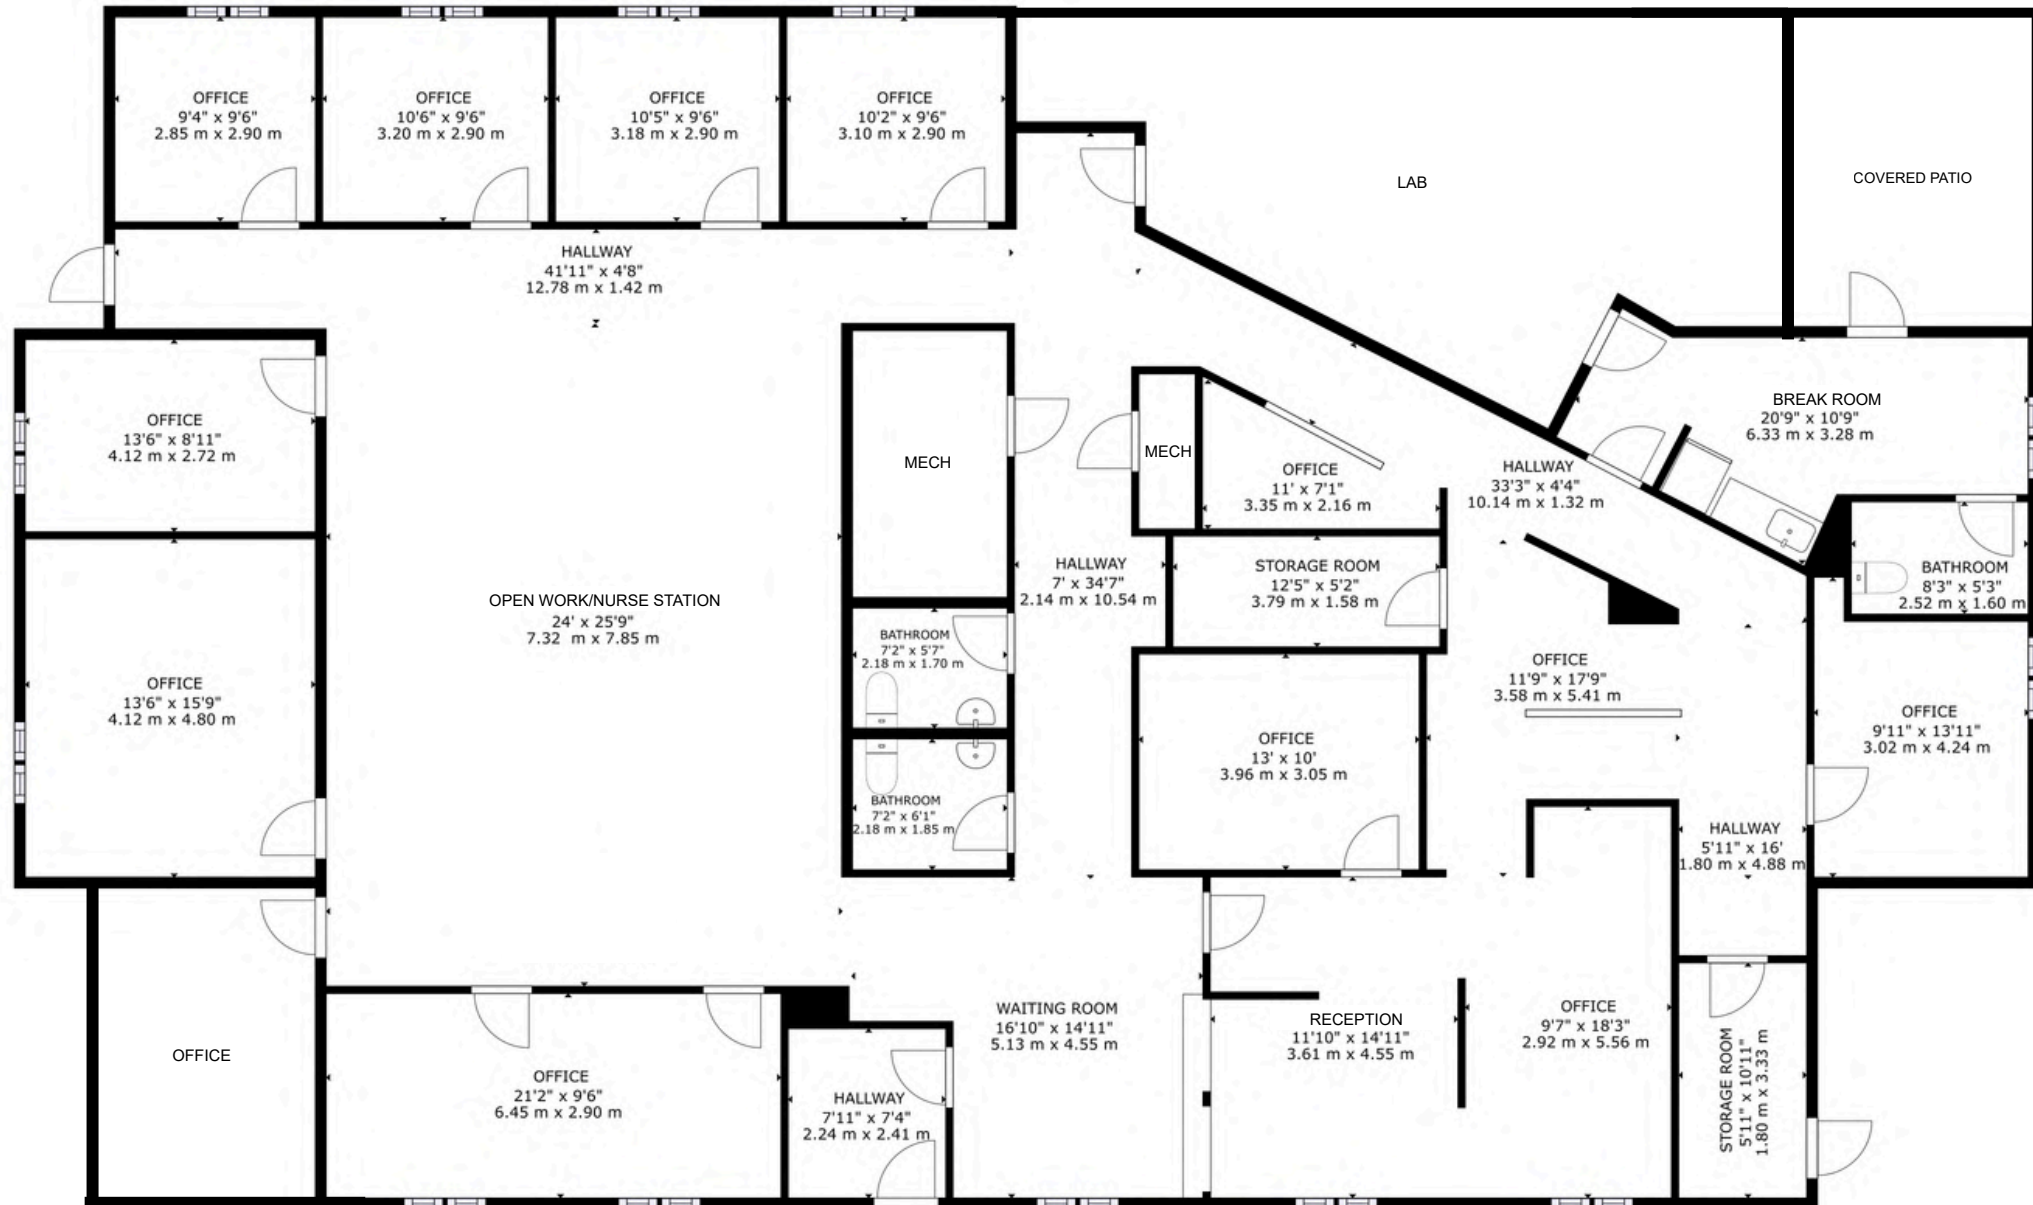 OFFICE
9'4" x 9'6"
2.85 m x 2.90 m
OFFICE
10'6" x 9'6"
3.20 m x 2.90 m
OFFICE
10'5" x 9'6"
3.18 m x 2.90 m
OFFICE
10'2" x 9'6"
3.10 m x 2.90 m
LAB
COVERED PATIO
HALLWAY
41'11" x 4'8"
12.78 m x 1.42 m
OFFICE
13'6" x 8'11"
4.12 m x 2.72 m
MECH
MECH
OFFICE
11' x 7'1"
3.35 m x 2.16 m
HALLWAY
33'3" x 4'4"
10.14 m x 1.32 m
BREAK ROOM
20'9" x 10'9"
6.33 m x 3.28 m
OPEN WORK/NURSE STATION
24' x 25'9"
7.32 m x 7.85 m
HALLWAY
7' x 34'7"
2.14 m x 10.54 m
STORAGE ROOM
12'5" x 5'2"
3.79 m x 1.58 m
BATHROOM
8'3" x 5'3"
2.52 m x 1.60 m
OFFICE
13'6" x 15'9"
4.12 m x 4.80 m
BATHROOM
7'2" x 5'7"
2.18 m x 1.70 m
OFFICE
11'9" x 17'9"
3.58 m x 5.41 m
OFFICE
9'11" x 13'11"
3.02 m x 4.24 m
BATHROOM
7'2" x 6'1"
2.18 m x 1.85 m
OFFICE
13' x 10'
3.96 m x 3.05 m
HALLWAY
5'11" x 16'
1.80 m x 4.88 m
OFFICE
OFFICE
21'2" x 9'6"
6.45 m x 2.90 m
HALLWAY
7'11" x 7'4"
2.24 m x 2.41 m
WAITING ROOM
16'10" x 14'11"
5.13 m x 4.55 m
RECEPTION
11'10" x 14'11"
3.61 m x 4.55 m
OFFICE
9'7" x 18'3"
2.92 m x 5.56 m
STORAGE ROOM
5'11" x 10'11"
1.80 m x 3.33 m